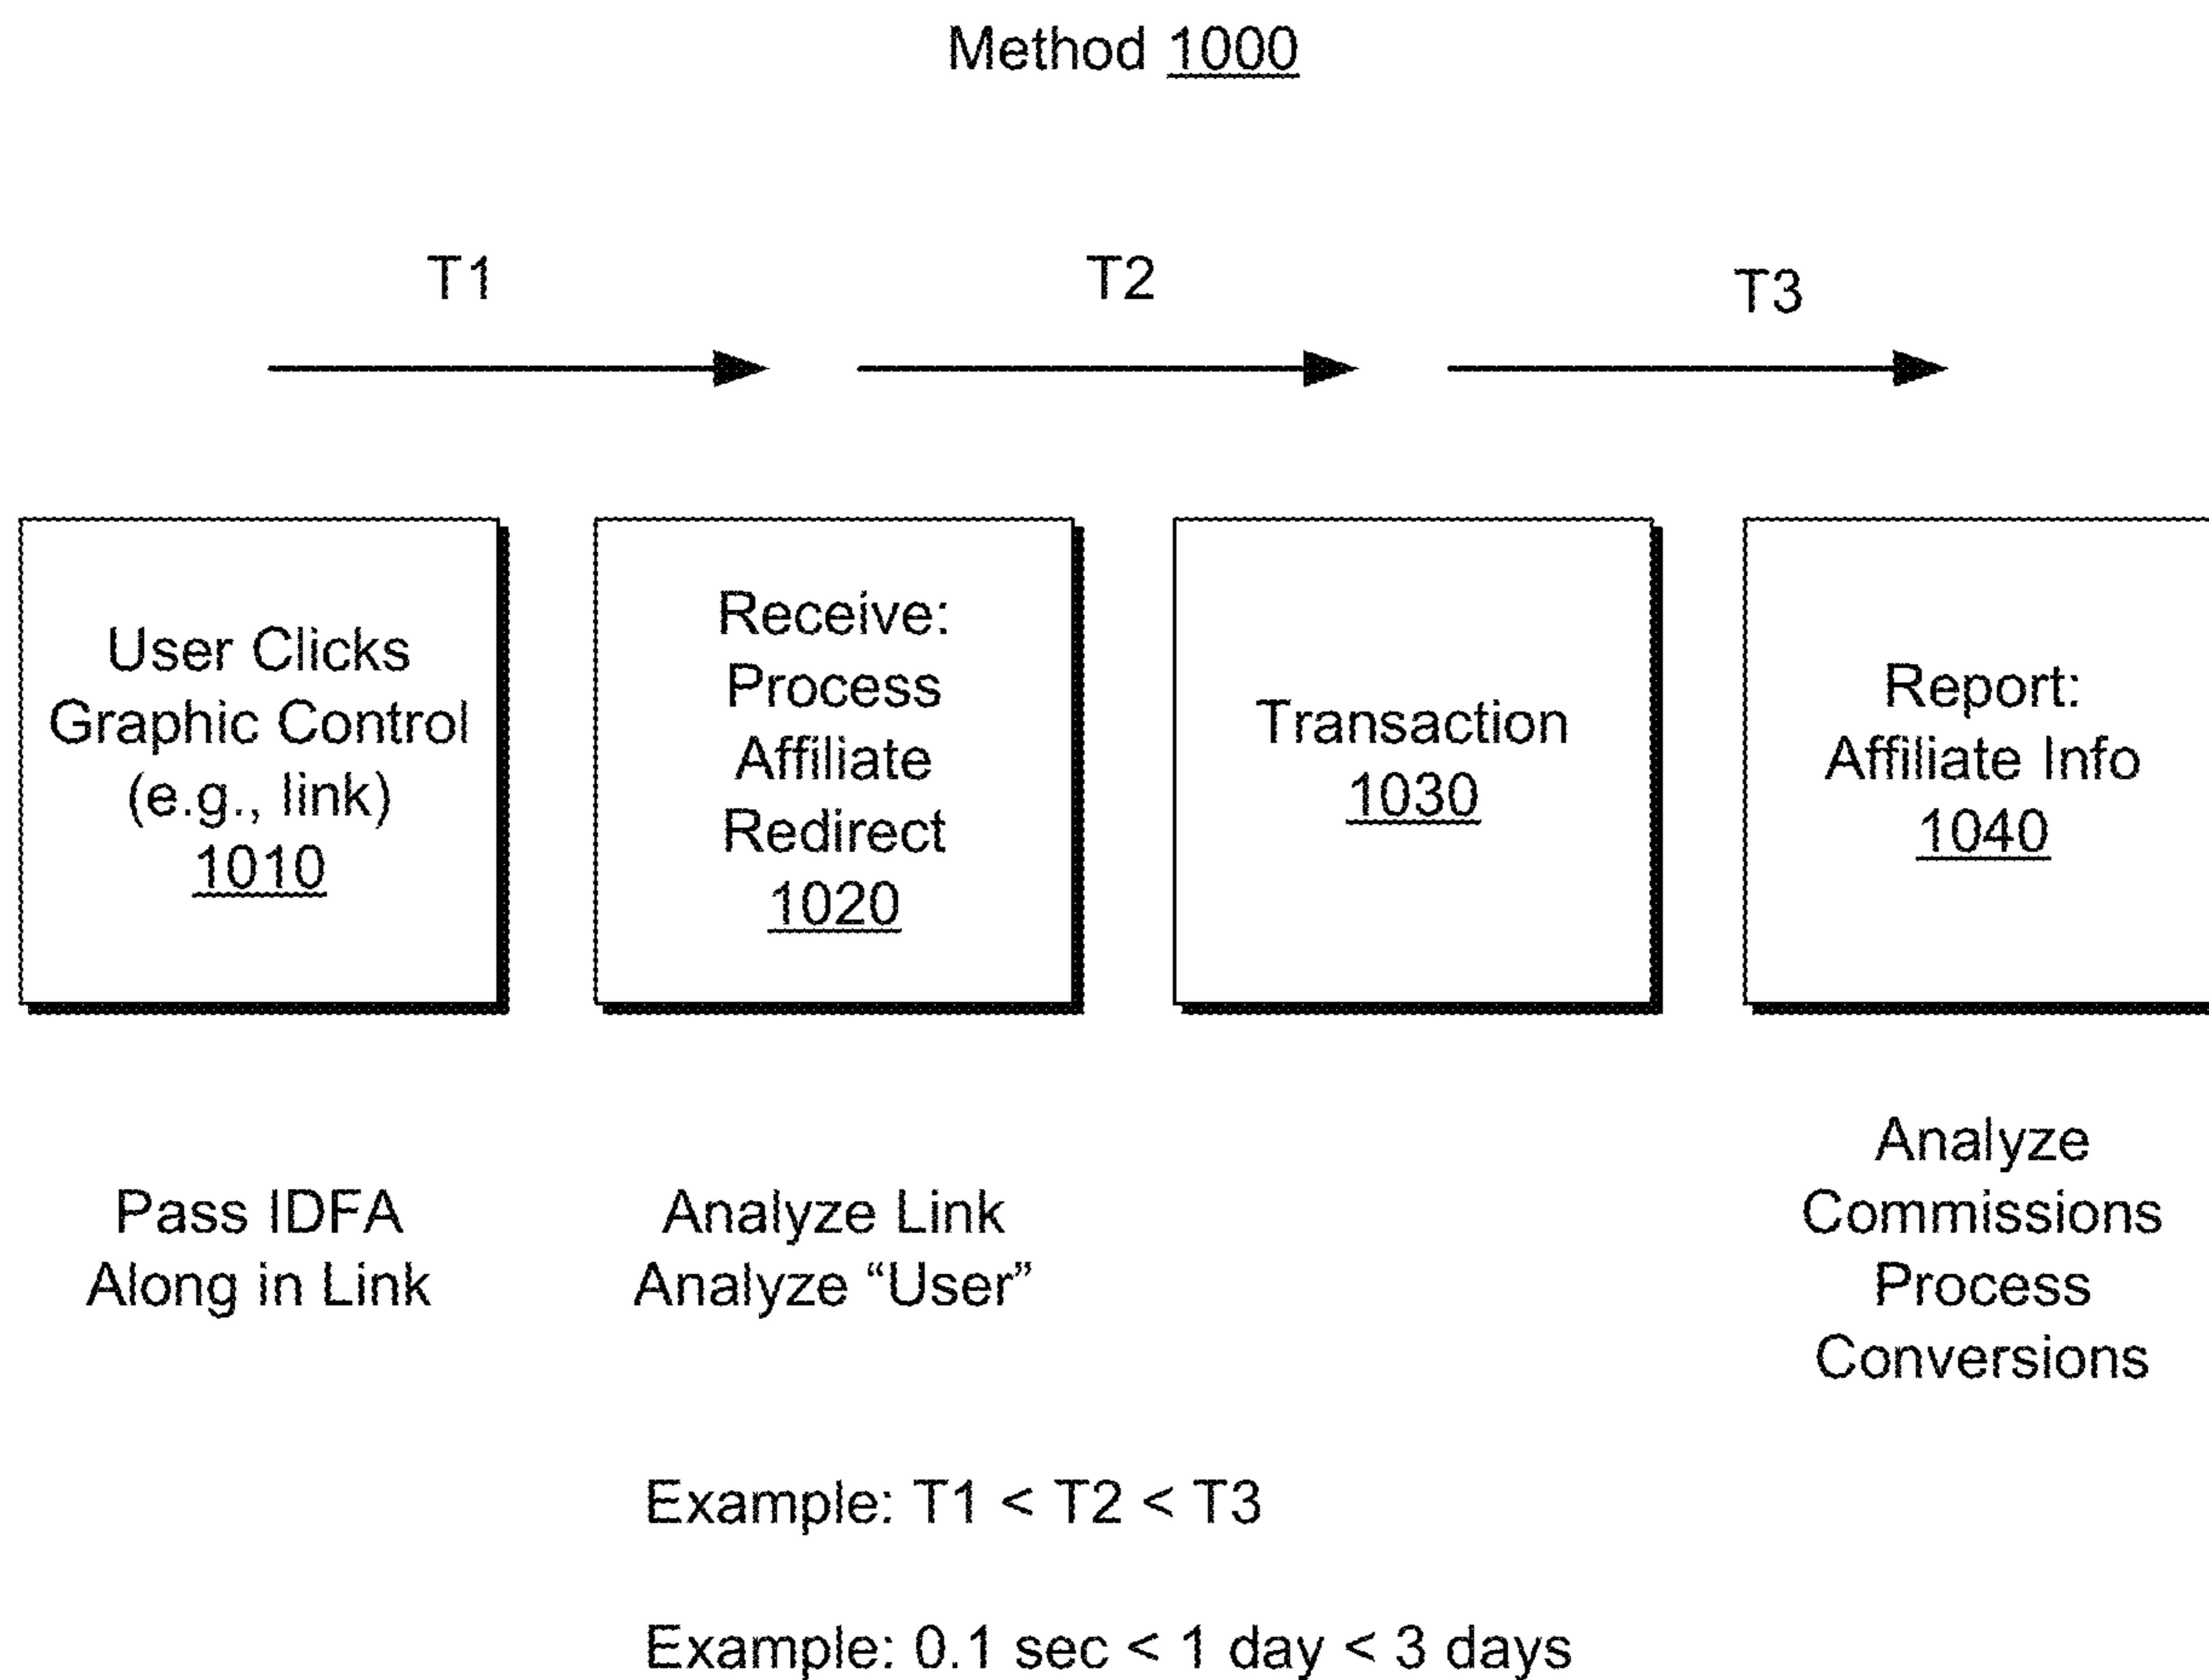 Method 1000
T1
T2
T3
User Clicks
Graphic Control
(e.g., link)
1010
Receive:
Process
Affiliate
Redirect
1020
Transaction
1030
Report:
Affiliate Info
1040
Pass IDFA
Along in Link
Analyze Link
Analyze “User”
Analyze
Commissions
Process
Conversions
Example: T1 < T2 < T3
Example: 0.1 sec < 1 day < 3 days